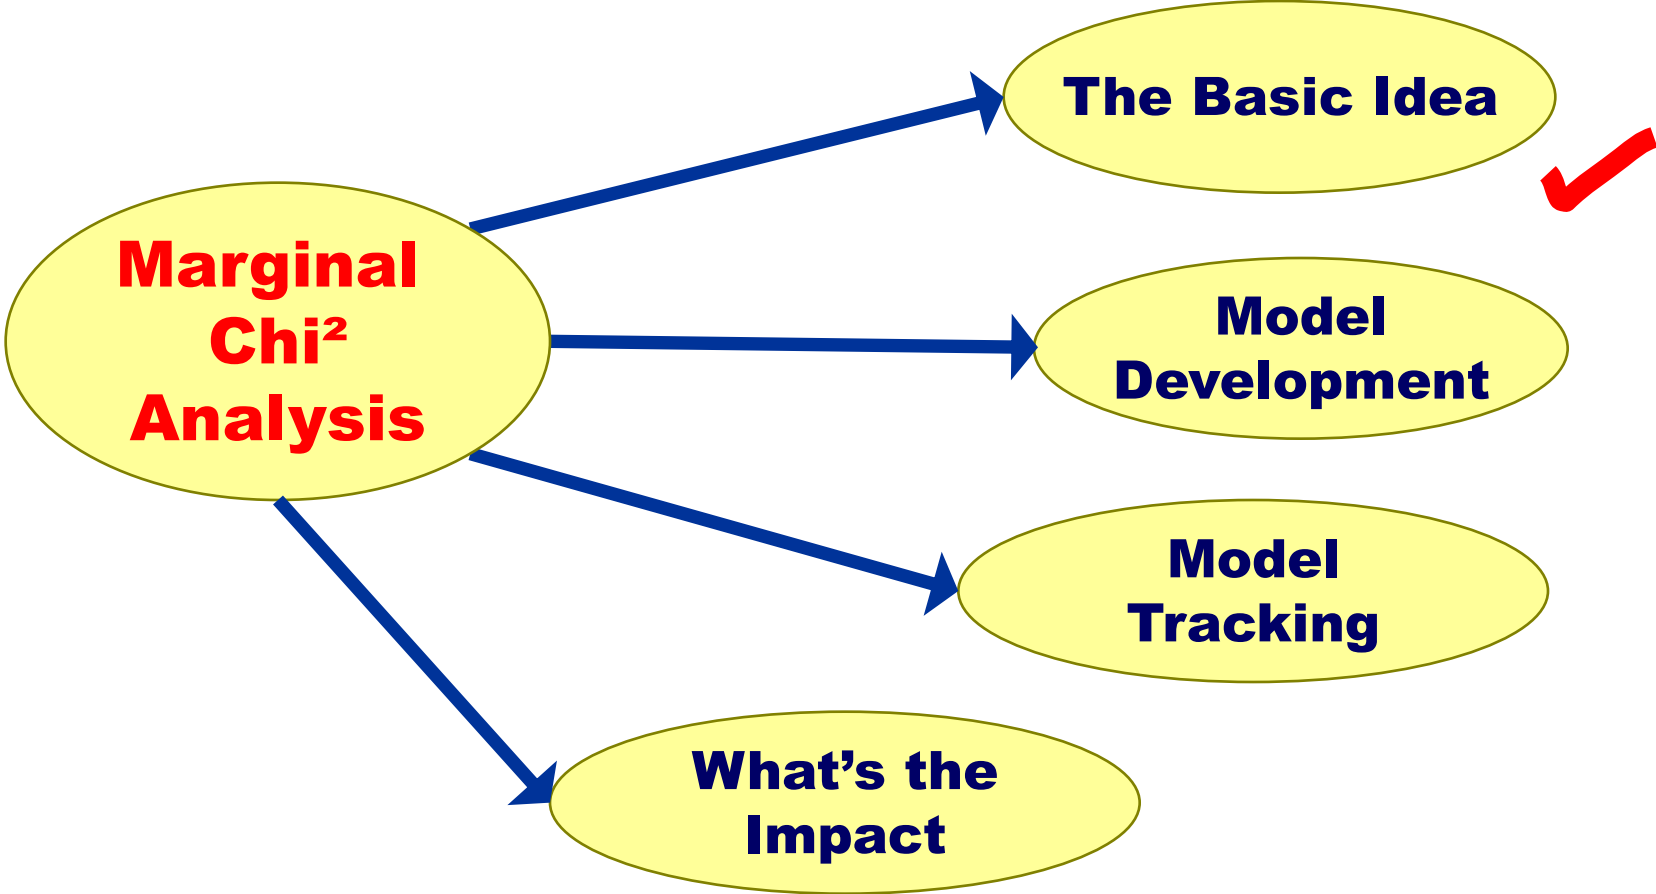 Marginal
Chi²
Analysis
The Basic Idea
Model
Development
Model
Tracking
What’s the
Impact